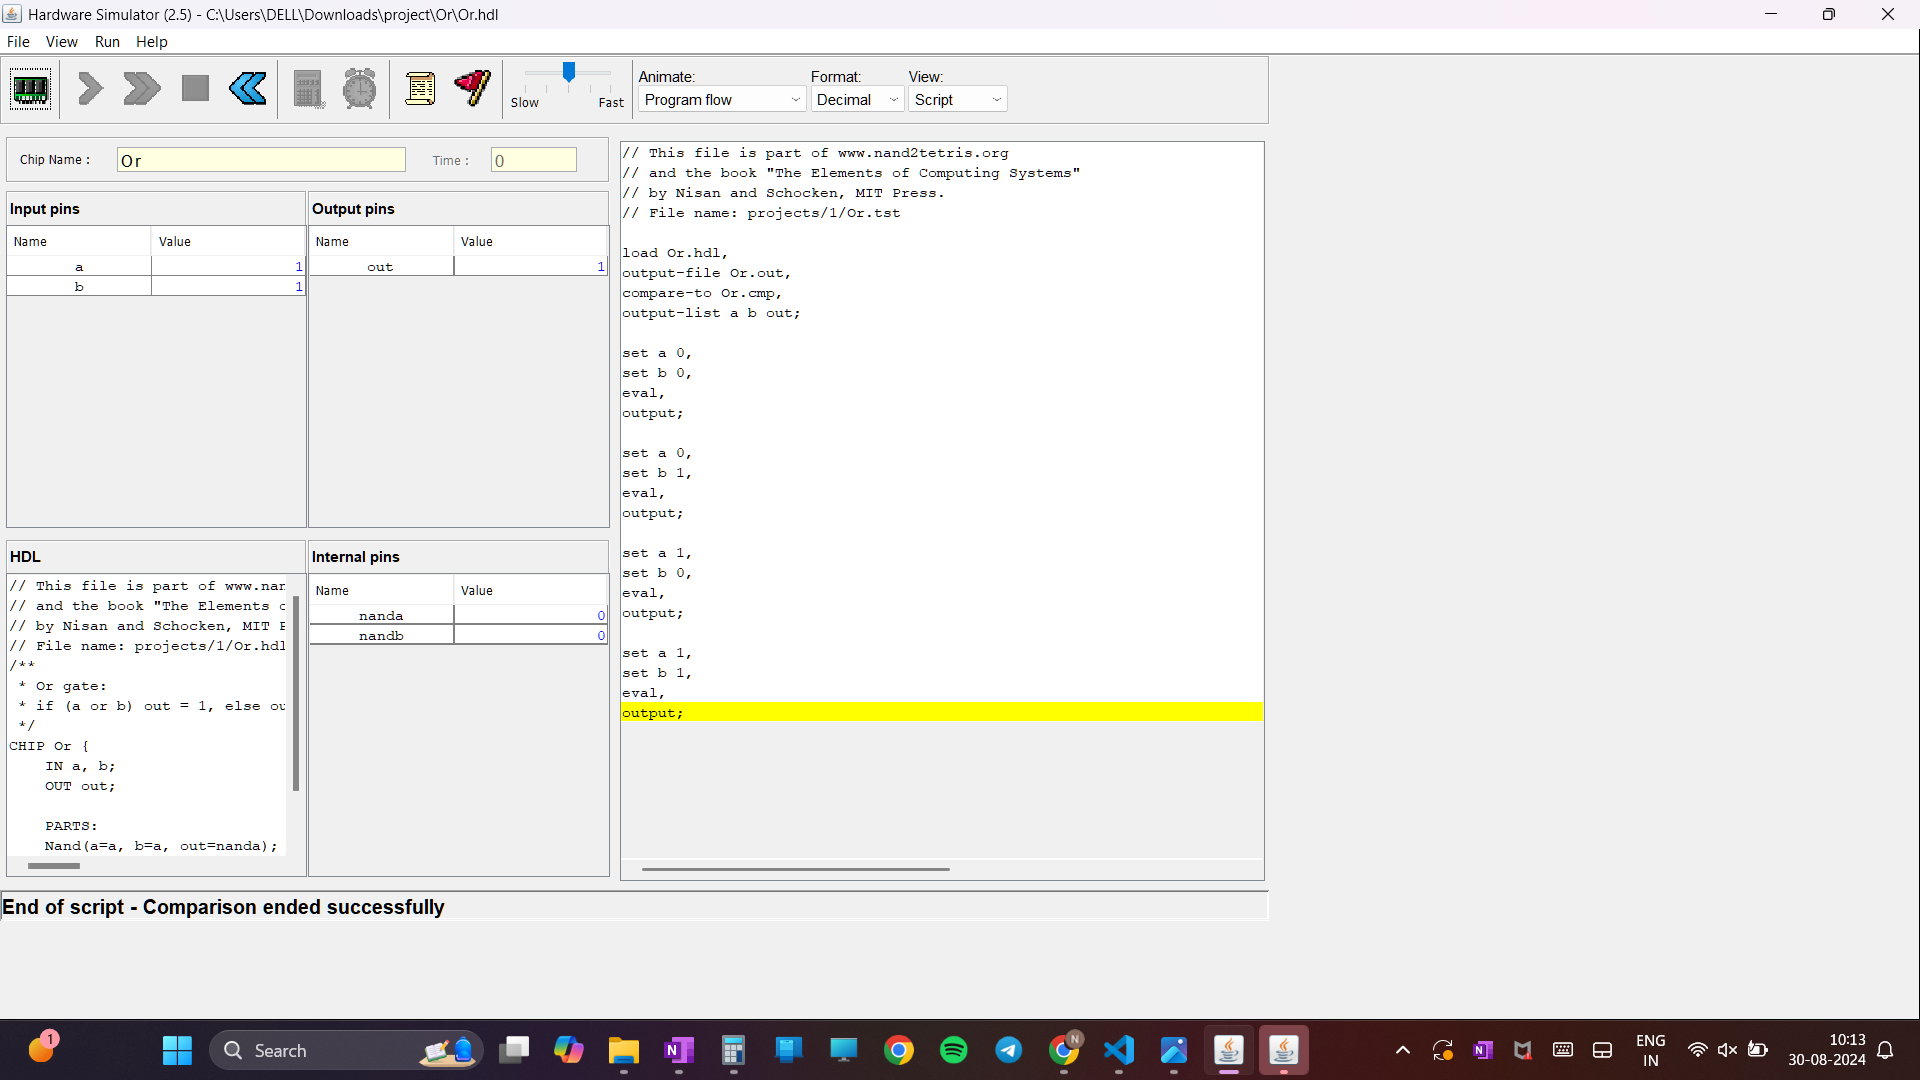 Hardware Simulator (2.5) - C:\Users\DELL\Downloads\project\Or\Or.hdl
File View Run Help
Slow Fast
Animate: Format: View:
Program flow Decimal Script
Chip Name : Or Time : 0
Input pins
Name Value
a 1
b 1
Output pins
Name Value
out 1
HDL
// This file is part of www.nan
// and the book "The Elements o
// by Nisan and Schocken, MIT P
// File name: projects/1/Or.hdl
/**
* Or gate:
* if (a or b) out = 1, else ou
*/
CHIP Or {
IN a, b;
OUT out;
PARTS:
Nand(a=a, b=a, out=nanda);
Internal pins
Name Value
nanda 0
nandb 0
// This file is part of www.nand2tetris.org
// and the book "The Elements of Computing Systems"
// by Nisan and Schocken, MIT Press.
// File name: projects/1/Or.tst
load Or.hdl,
output-file Or.out,
compare-to Or.cmp,
output-list a b out;
set a 0,
set b 0,
eval,
output;
set a 0,
set b 1,
eval,
output;
set a 1,
set b 0,
eval,
output;
set a 1,
set b 1,
eval,
output;
End of script - Comparison ended successfully
1
Search
N
N
N
ENG
IN
10:13
30-08-2024